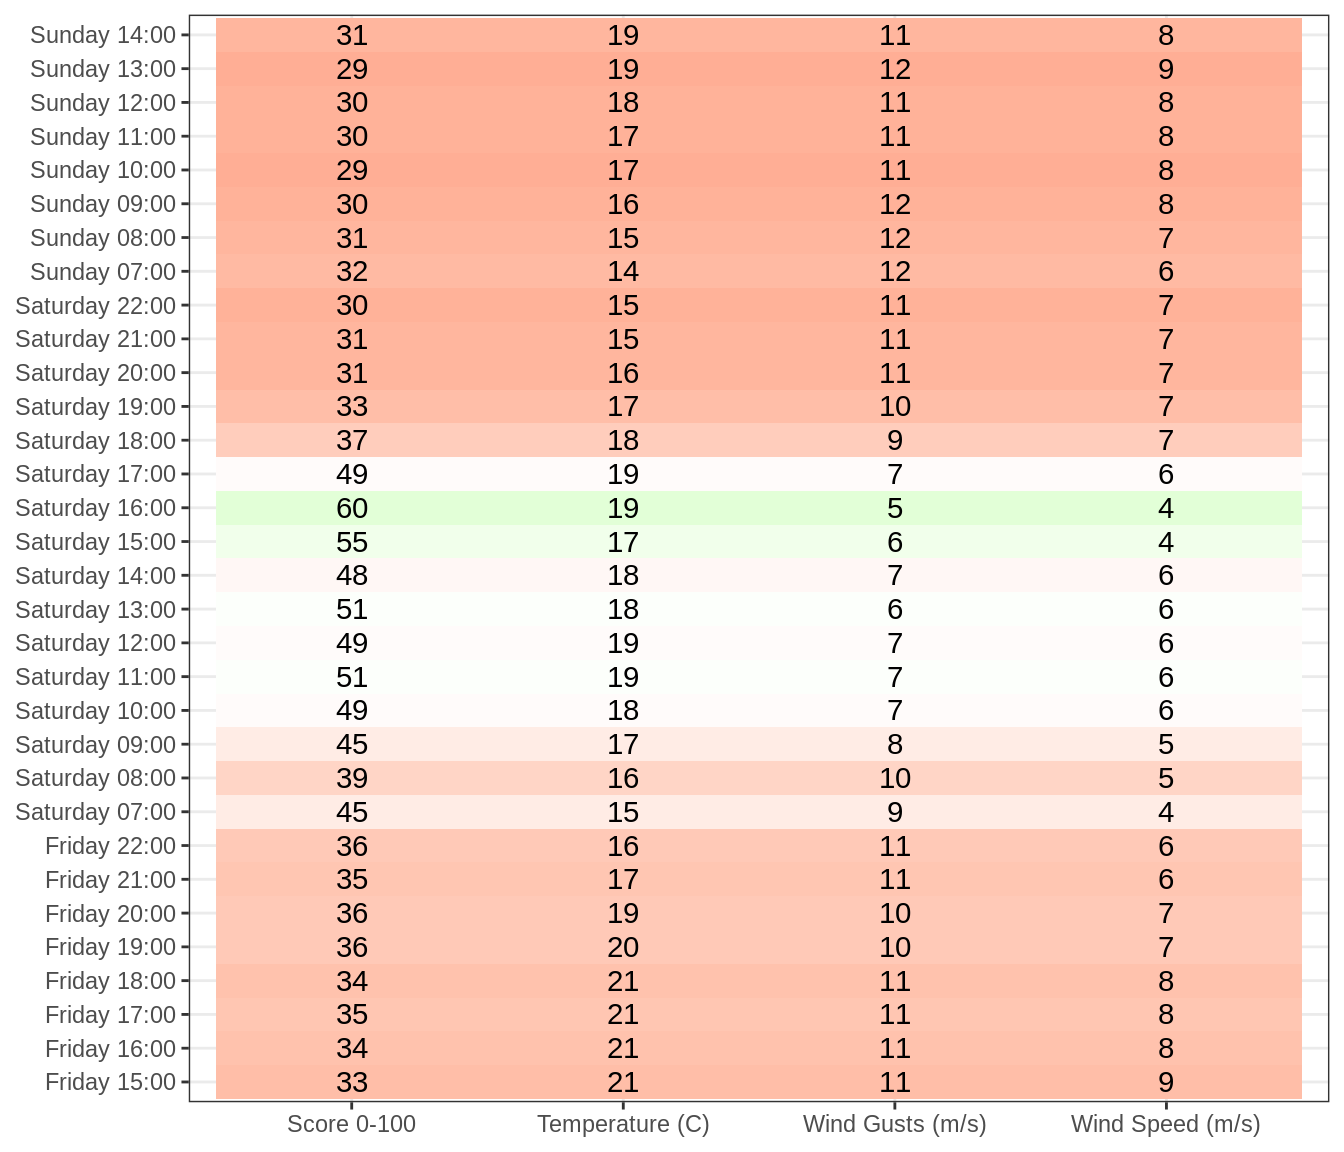 Sunday 14:00 31 19 11 8
Sunday 13:00 29 19 12 9
Sunday 12:00 30 18 11 8
Sunday 11:00 30 17 11 8
Sunday 10:00 29 17 11 8
Sunday 09:00 30 16 12 8
Sunday 08:00 31 15 12 7
Sunday 07:00 32 14 12 6
Saturday 22:00 30 15 11 7
Saturday 21:00 31 15 11 7
Saturday 20:00 31 16 11 7
Saturday 19:00 33 17 10 7
Saturday 18:00 37 18 9 7
Saturday 17:00 49 19 7 6
Saturday 16:00 60 19 5 4
Saturday 15:00 55 17 6 4
Saturday 14:00 48 18 7 6
Saturday 13:00 51 18 6 6
Saturday 12:00 49 19 7 6
Saturday 11:00 51 19 7 6
Saturday 10:00 49 18 7 6
Saturday 09:00 45 17 8 5
Saturday 08:00 39 16 10 5
Saturday 07:00 45 15 9 4
Friday 22:00 36 16 11 6
Friday 21:00 35 17 11 6
Friday 20:00 36 19 10 7
Friday 19:00 36 20 10 7
Friday 18:00 34 21 11 8
Friday 17:00 35 21 11 8
Friday 16:00 34 21 11 8
Friday 15:00 33 21 11 9
Score 0-100 Temperature (C) Wind Gusts (m/s) Wind Speed (m/s)